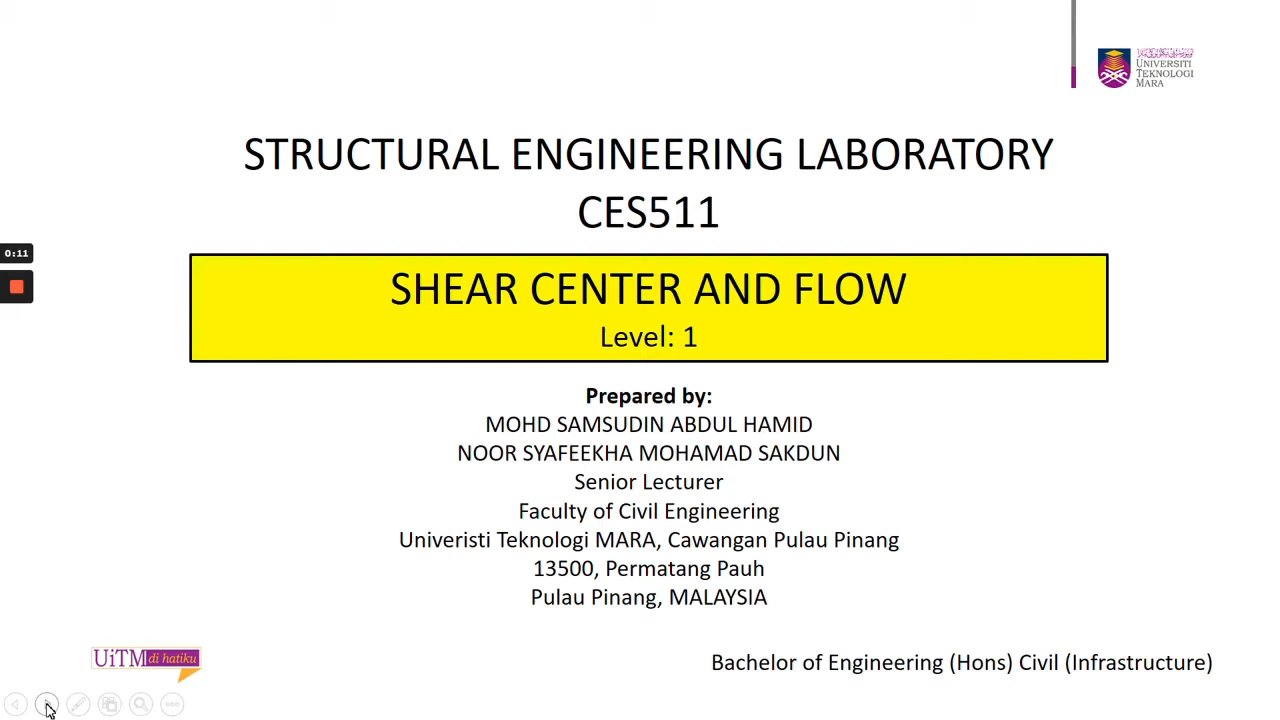 UNIVERSITI
TEKNOLOGI
MARA
STRUCTURAL ENGINEERING LABORATORY
CES511
0:11
SHEAR CENTER AND FLOW
Level: 1
Prepared by:
MOHD SAMSUDIN ABDUL HAMID
NOOR SYAFEEKHA MOHAMAD SAKDUN
Senior Lecturer
Faculty of Civil Engineering
Univeristi Teknologi MARA, Cawangan Pulau Pinang
13500, Permatang Pauh
Pulau Pinang, MALAYSIA
UiTM di hatiku
Bachelor of Engineering (Hons) Civil (Infrastructure)